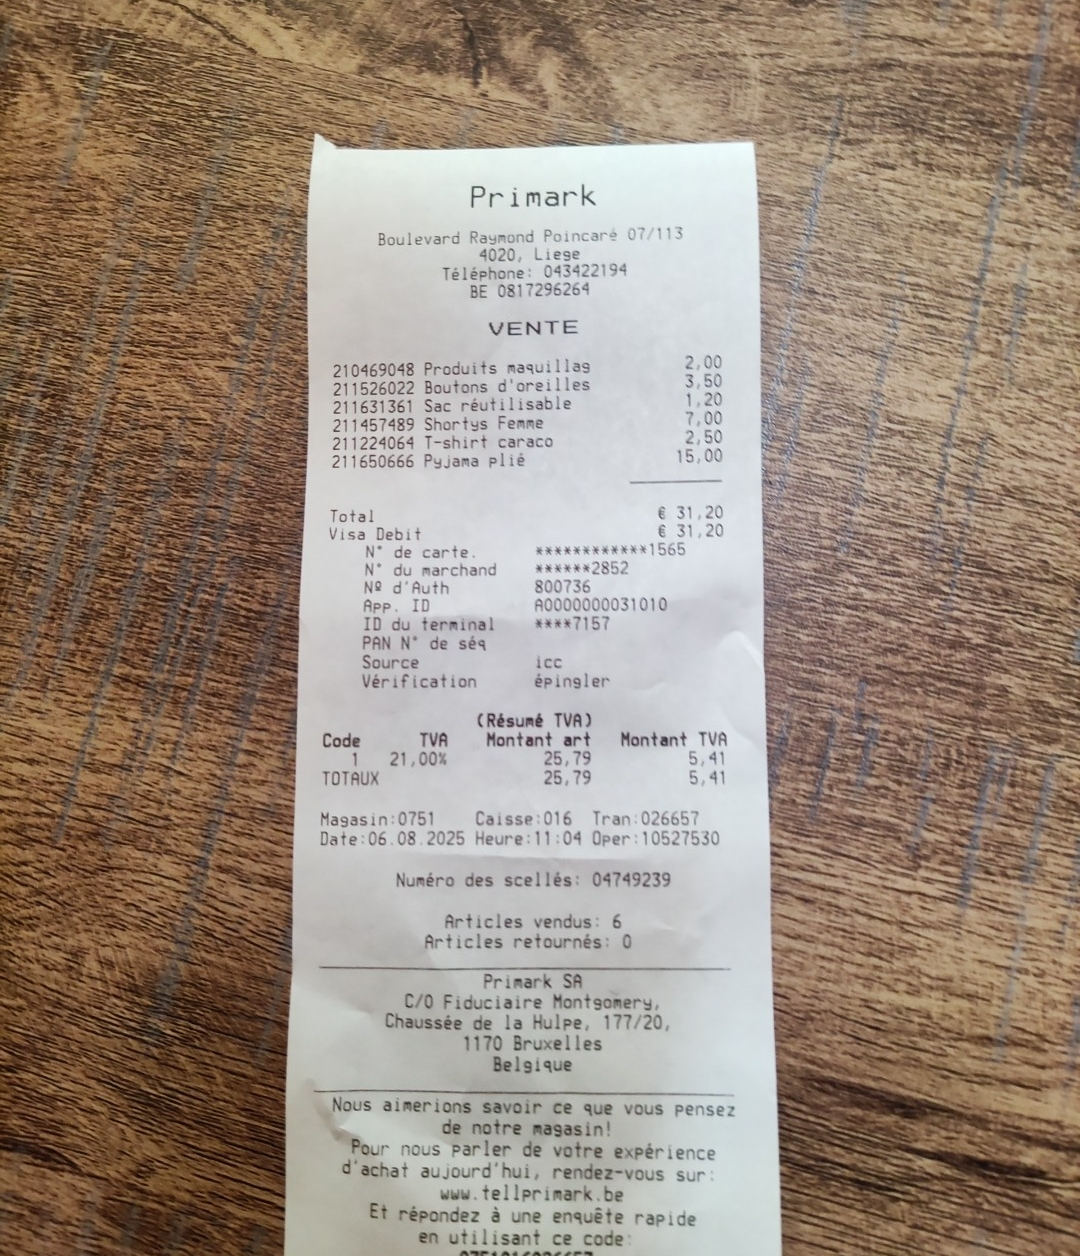 Primark
Boulevard Raymond Poincaré 07/113
4020, Liege
Téléphone: 043422194
BE 0817296264
VENTE
210469048 Produits maquillag 2,00
211526022 Boutons d'oreilles 3,50
211631361 Sac réutilisable 1,20
211457489 Shortys Femme 7,00
211224064 T-shirt caraco 2,50
211650666 Pyjama plié 15,00
Total € 31,20
Visa Debit € 31,20
N° de carte. ************1565
N° du marchand ******2852
Nº d'Auth 800736
App. ID A0000000031010
ID du terminal ****7157
PAN N° de séq
Source icc
Vérification épingler
(Résumé TVA)
Code TVA Montant art Montant TVA
1 21,00% 25,79 5,41
TOTAUX 25,79 5,41
Magasin:0751 Caisse:016 Tran:026657
Date:06.08.2025 Heure:11:04 Oper:10527530
Numéro des scellés: 04749239
Articles vendus: 6
Articles retournés: 0
Primark SA
C/O Fiduciaire Montgomery,
Chaussée de la Hulpe, 177/20,
1170 Bruxelles
Belgique
Nous aimerions savoir ce que vous pensez
de notre magasin!
Pour nous parler de votre expérience
d'achat aujourd'hui, rendez-vous sur:
www.tellprimark.be
Et répondez à une enquête rapide
en utilisant ce code: